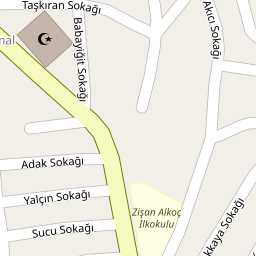 Taşkıran Sokağı
Babayiğit Sokağı
Akıcı Sokağı
Adak Sokağı
Yalçın Sokağı
Sucu Sokağı
Zişan Alkoç
İlkokulu